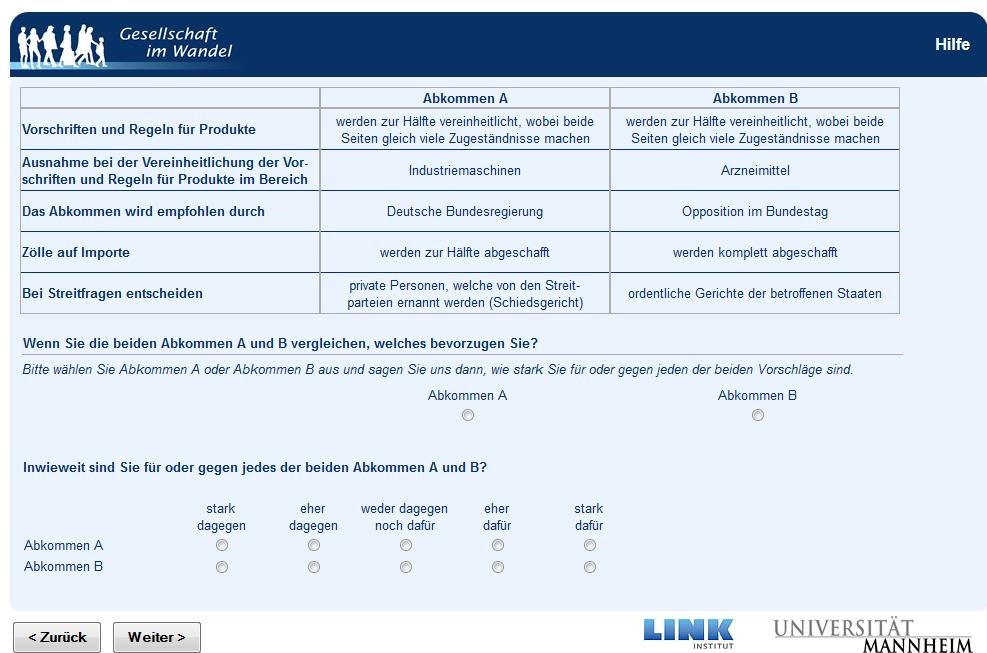 Gesellschaft
im Wandel
Hilfe
Abkommen A
Abkommen B
Vorschriften und Regeln für Produkte
werden zur Hälfte vereinheitlicht, wobei beide
Seiten gleich viele Zugeständnisse machen
werden zur Hälfte vereinheitlicht, wobei beide
Seiten gleich viele Zugeständnisse machen
Ausnahme bei der Vereinheitlichung der Vor-
schriften und Regeln für Produkte im Bereich
Industriemaschinen
Arzneimittel
Das Abkommen wird empfohlen durch
Deutsche Bundesregierung
Opposition im Bundestag
Zölle auf Importe
werden zur Hälfte abgeschafft
werden komplett abgeschafft
Bei Streitfragen entscheiden
private Personen, welche von den Streit-
parteien ernannt werden (Schiedsgericht)
ordentliche Gerichte der betroffenen Staaten
Wenn Sie die beiden Abkommen A und B vergleichen, welches bevorzugen Sie?
Bitte wählen Sie Abkommen A oder Abkommen B aus und sagen Sie uns dann, wie stark Sie für oder gegen jeden der beiden Vorschläge sind.
Abkommen A
Abkommen B
Inwieweit sind Sie für oder gegen jedes der beiden Abkommen A und B?
stark
dagegen
eher
dagegen
weder dagegen
noch dafür
eher
dafür
stark
dafür
Abkommen A
Abkommen B
< Zurück
Weiter >
LINK
INSTITUT
UNIVERSITÄT
MANNHEIM